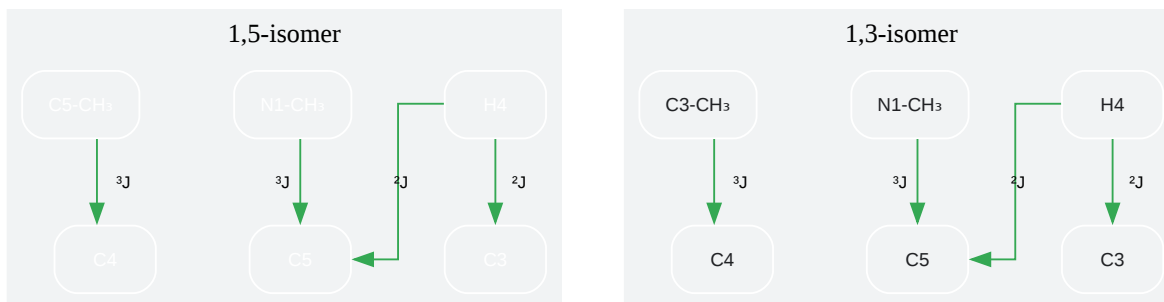 1,5-isomer
C5-CH₃
N1-CH₃
H4
³J
³J
²J
²J
C4
C5
C3
1,3-isomer
C3-CH₃
N1-CH₃
H4
³J
³J
²J
²J
C4
C5
C3